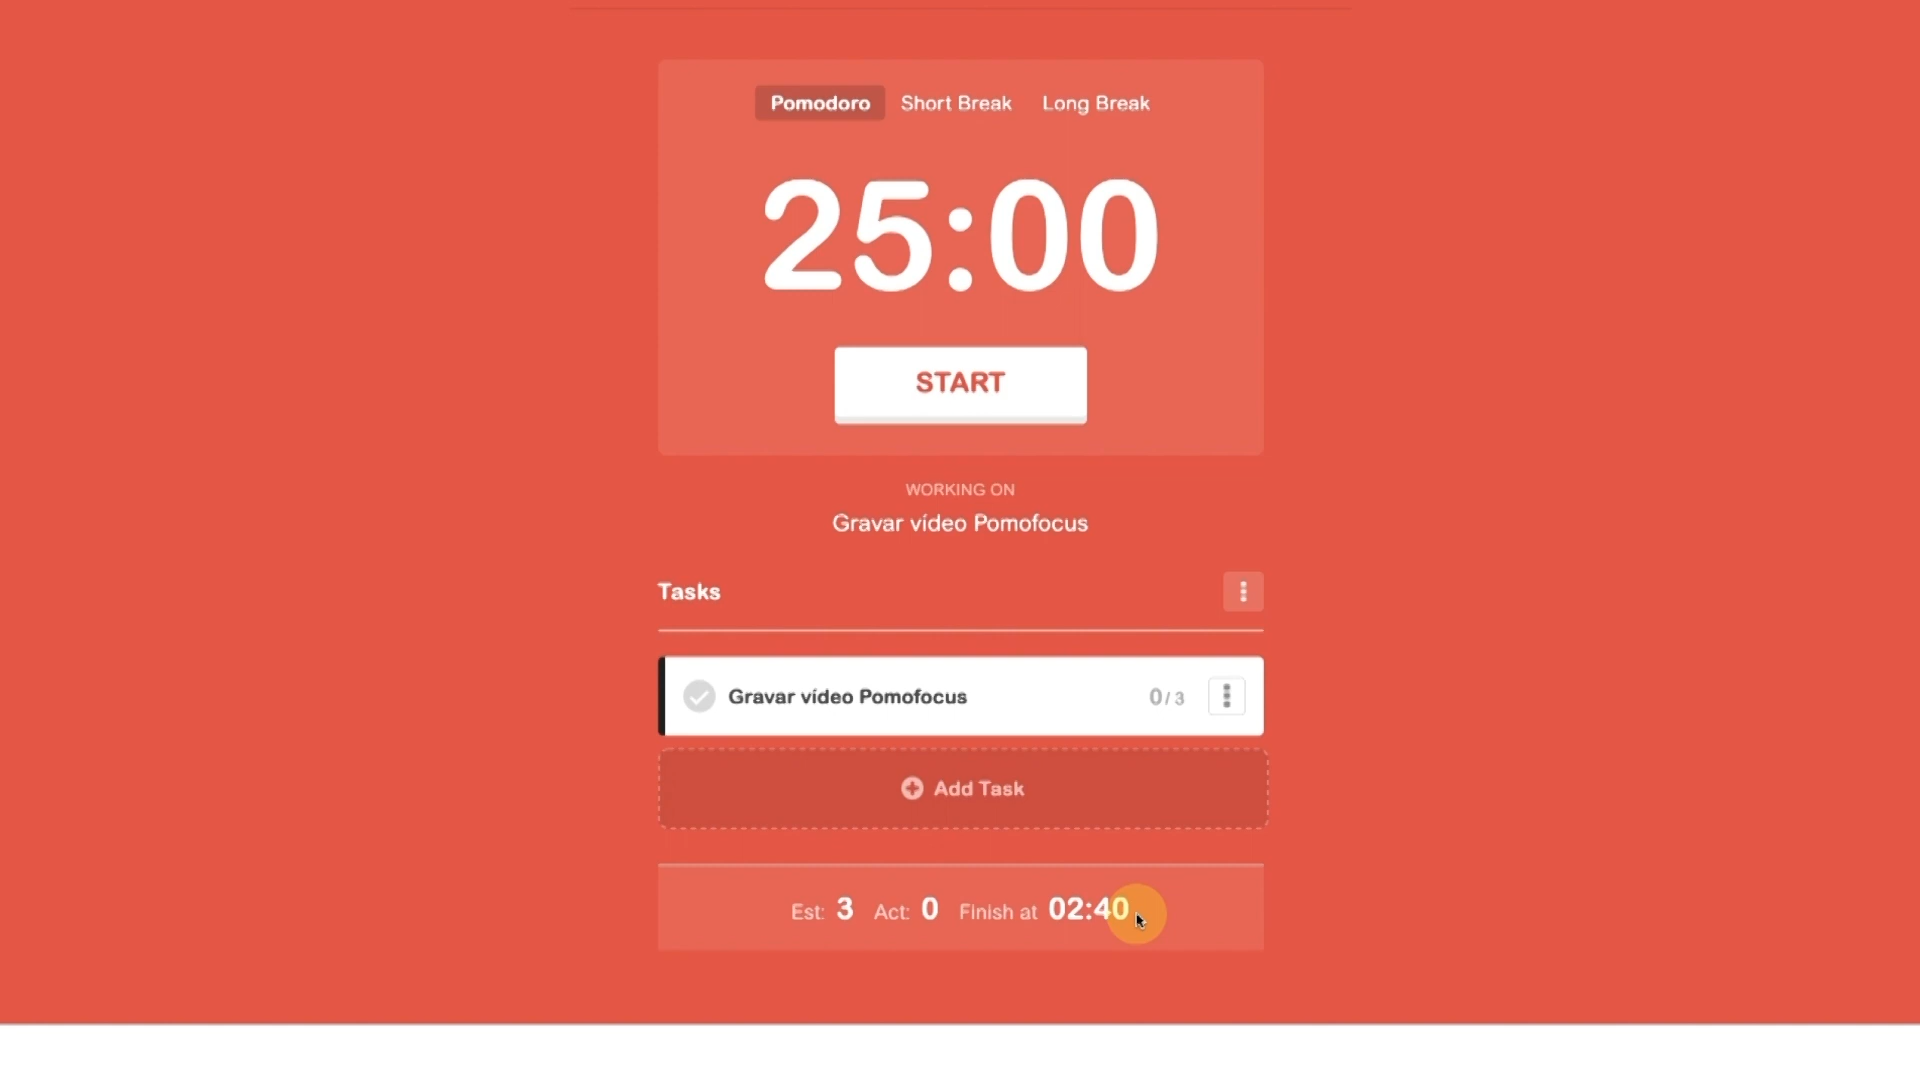 Pomodoro Short Break Long Break
25:00
START
WORKING ON
Gravar vídeo Pomofocus
Tasks
Gravar vídeo Pomofocus 0/3
Add Task
Est: 3 Act: 0 Finish at 02:40